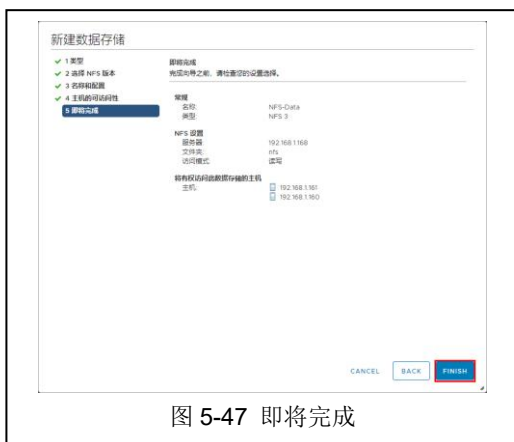 新建数据存储
1 类型
2 选择 NFS 版本
3 名称和配置
4 主机的可访问性
5 即将完成
即将完成
完成向导之前，请检查您的设置选择。
常规
名称: NFS-Data
类型: NFS 3
NFS 设置
服务器: 192.168.1.168
文件夹: nfs
访问模式: 读写
将有权访问此数据存储的主机
主机: 192.168.1.161
192.168.1.160
CANCEL BACK FINISH
图 5-47 即将完成